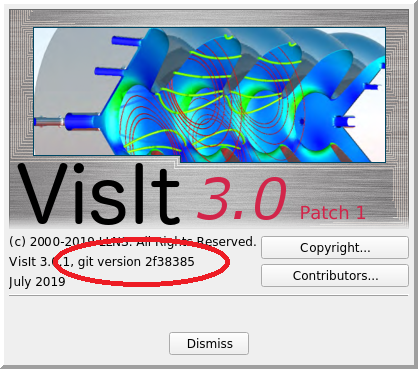 VisIt 3.0 Patch 1
(c) 2000-2019 LLNS. All Rights Reserved.
Copyright...
VisIt 3.0.1, git version 2f38385
Contributors...
July 2019
Dismiss